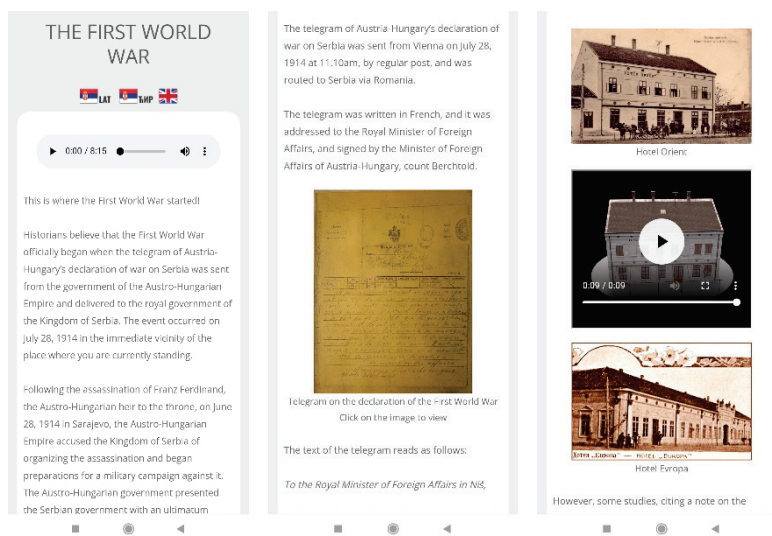 THE FIRST WORLD
WAR
LAT
ЋИР
0:00 / 8:15
This is where the First World War started!
Historians believe that the First World War
officially began when the telegram of Austria-
Hungary's declaration of war on Serbia was sent
from the government of the Austro-Hungarian
Empire and delivered to the royal government of
the Kingdom of Serbia. The event occurred on
July 28, 1914 in the immediate vicinity of the
place where you are currently standing.
Following the assassination of Franz Ferdinand,
the Austro-Hungarian heir to the throne, on June
28, 1914 in Sarajevo, the Austro-Hungarian
Empire accused the Kingdom of Serbia of
organizing the assassination and began
preparations for a military campaign against it.
The Austro-Hungarian government presented
the Serbian government with an ultimatum
The telegram of Austria-Hungary's declaration of
war on Serbia was sent from Vienna on July 28,
1914 at 11.10am, by regular post, and was
routed to Serbia via Romania.
The telegram was written in French, and it was
addressed to the Royal Minister of Foreign
Affairs, and signed by the Minister of Foreign
Affairs of Austria-Hungary, count Berchtold.
Telegram on the declaration of the First World War
Click on the image to view
The text of the telegram reads as follows:
To the Royal Minister of Foreign Affairs in Niš,
Hotel Orient
0:09 / 0:09
HOTEL „EUROPA"
Hotel Evropa
However, some studies, citing a note on the